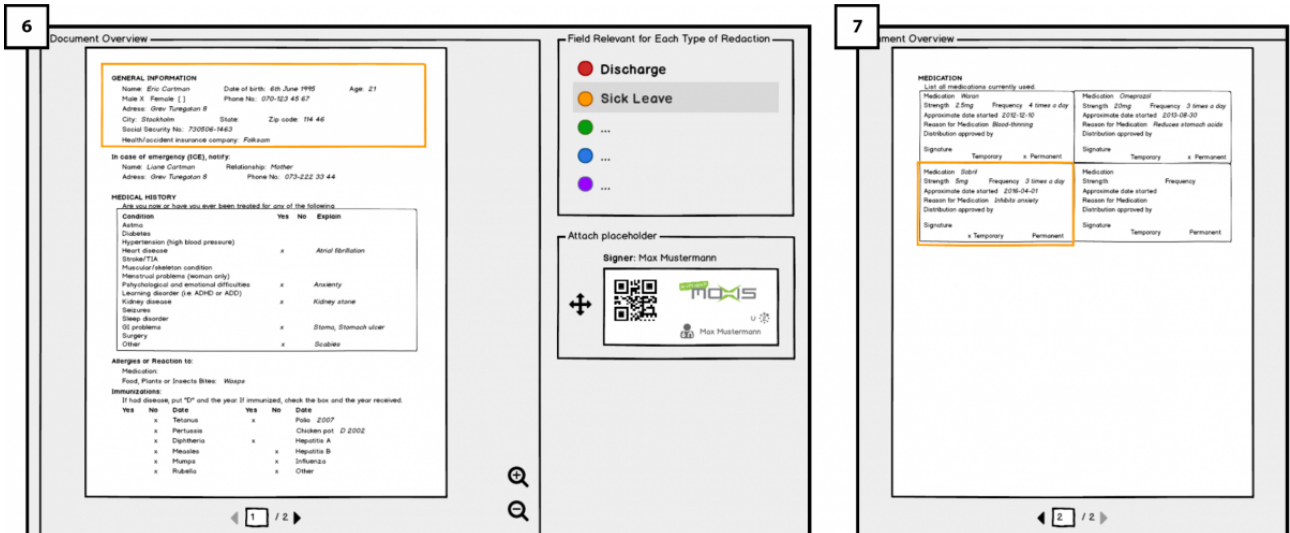 6
Document Overview
GENERAL INFORMATION
Name: Eric Cartman Date of birth: 6th June 1995 Age: 21
Male X Female [ ] Phone No: 070-123 45 67
Adress: Grev Turegatan 5
City: Stockholm State: Zip code: 114 46
Social Security No: 730506-1463
Health/accident insurance company: Folksam
In case of emergency (ICE), notify:
Name: Liane Cartman Relationship: Mother
Adress: Grev Turegatan 5 Phone No: 073-222 33 44
MEDICAL HISTORY
Are you now or have you ever been treated for any of the following
Condition Yes No Explain
Astma
Diabetes
Hypertension (high blood pressure)
Heart disease x Atrial fibrillation
Stroke/TIA
Muscular/skeleton condition
Menstrual problems (woman only)
Pshychological and emotional difficulties x Anxienty
Learning disorder (i.e. ADHD or ADD)
Kidney disease x Kidney stone
Seizures
Sleep disorder
GI problems x Stoma, Stomach ulcer
Surgery
Other x Scabies
Allergies or Reaction to:
Medication:
Food, Plants or Insects Bites: Wasps
Immunizations:
If had disease, put "D" and the year If immunized, check the box and the year received.
Yes No Date Yes No Date
x Tetanus x Polio 2007
x Pertussis Chicken pot D 2002
x Diphtheria x Hepatitis A
x Measles x Hepatitis B
x Mumps x Influenza
x Rubella x Other
1 / 2
Field Relevant for Each Type of Redaction
Discharge
Sick Leave
...
...
...
Attach placeholder
Signer: Max Mustermann
MOXIS
U
Max Mustermann
7
ment Overview
MEDICATION
List all medications currently used.
Medication Waran
Strength 2.5mg Frequency 4 times a day
Approximate date started 2012-12-10
Reason for Medication Blood-thinning
Distribution approved by
Signature
Temporary x Permanent
Medication Omeprazol
Strength 20mg Frequency 3 times a day
Approximate date started 2013-08-30
Reason for Medication Reduces stomach acids
Distribution approved by
Signature
Temporary x Permanent
Medication Sobril
Strength 5mg Frequency 3 times a day
Approximate date started 2016-04-01
Reason for Medication Inhibits anxiety
Distribution approved by
Signature
x Temporary Permanent
Medication
Strength Frequency
Approximate date started
Reason for Medication
Distribution approved by
Signature
Temporary Permanent
2 / 2